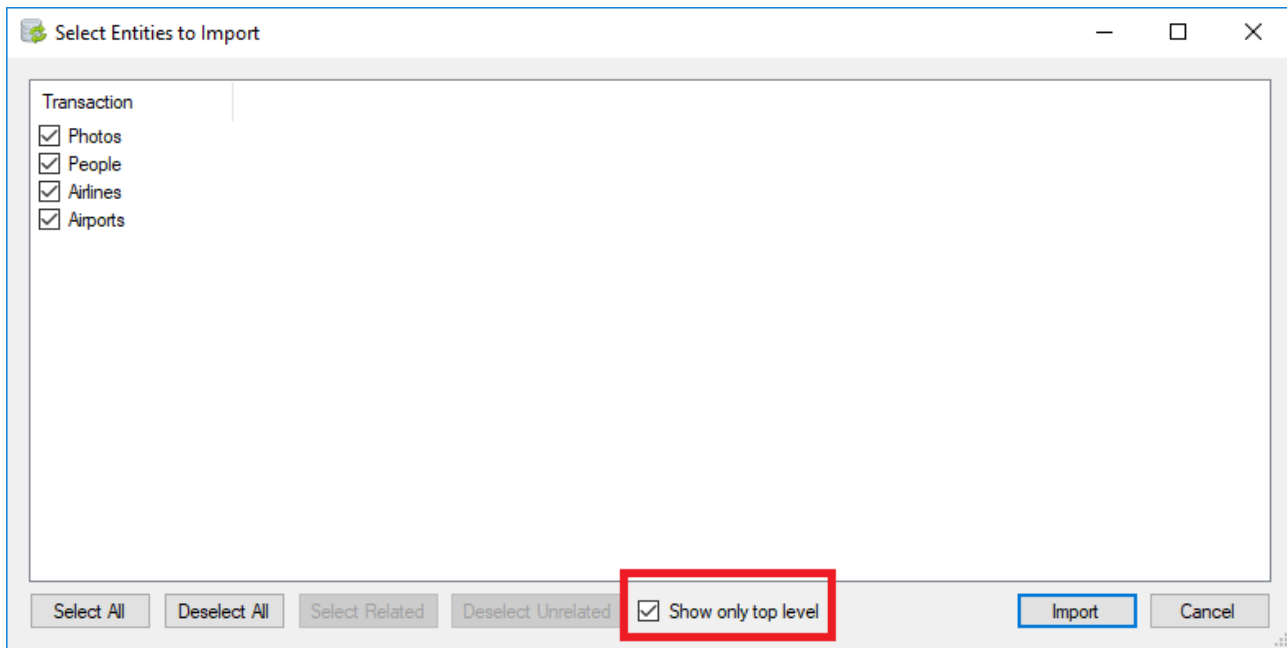 Select Entities to Import
Transaction
Photos
People
Airlines
Airports
Select All Deselect All Select Related Deselect Unrelated Show only top level Import Cancel